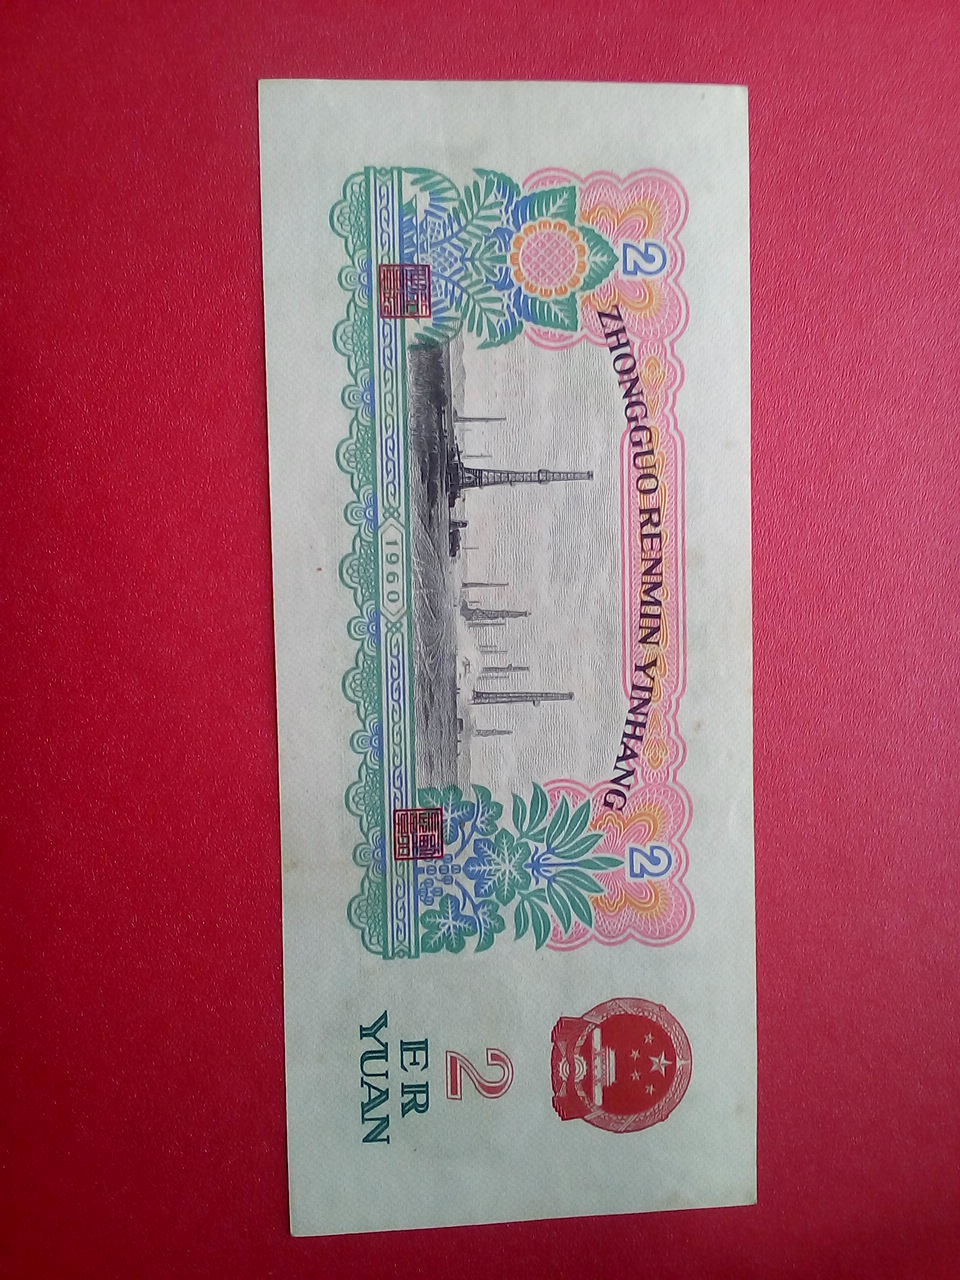 2
2
ZHONGGUO RENMIN YINHANG
1960
2
ER
YUAN